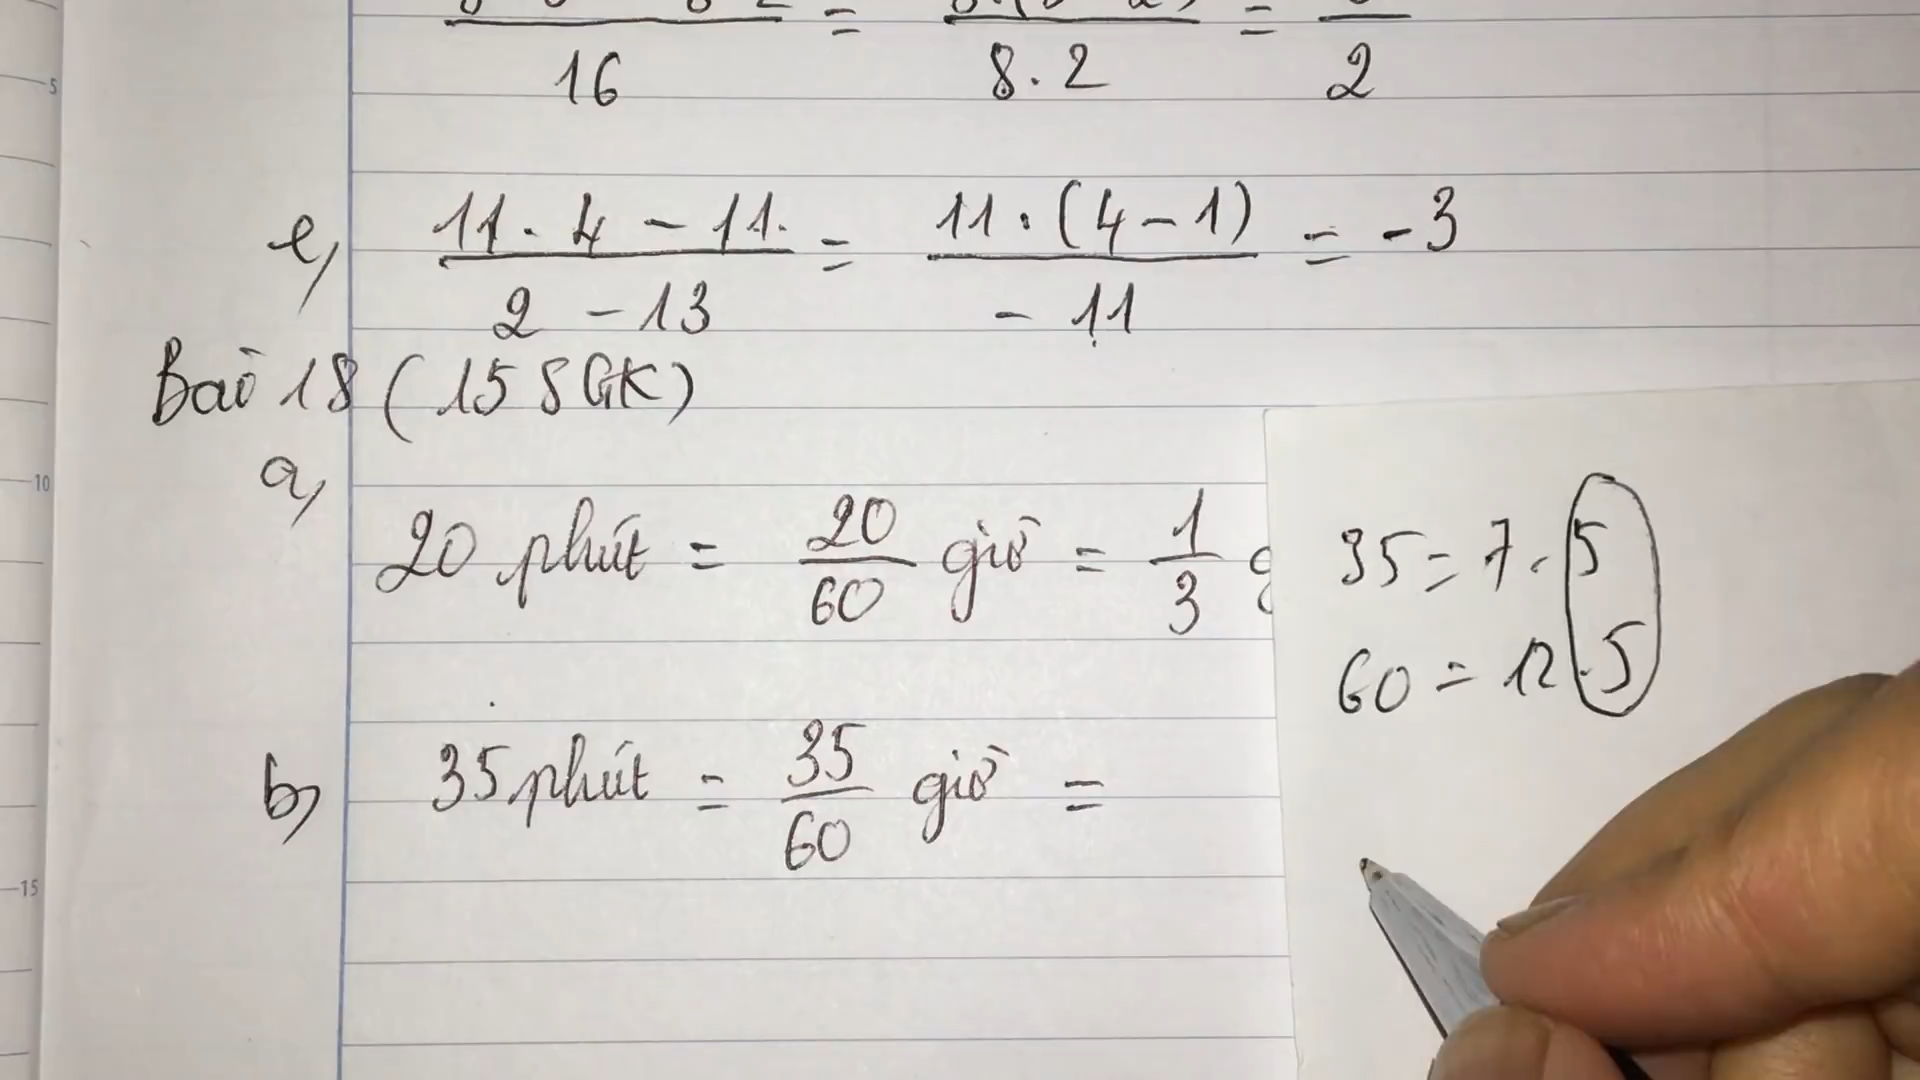 16 8.2 2
e, 11.4-11. / 2-13 = 11.(4-1) / -11 = -3
Bài 18 (15 SGK)
a,
20 phút = 20/60 giờ = 1/3 g
b, 35 phút = 35/60 giờ =
35 = 7.5
60 = 12.5
5
10
15